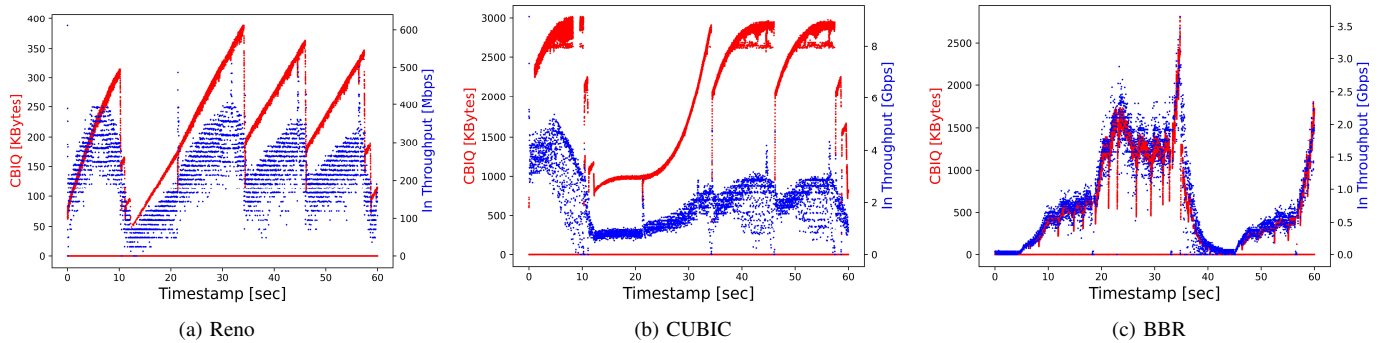 400
350
300
250
200
150
100
50
0
CBIQ [KBytes]
600
500
400
300
200
100
0
In Throughput [Mbps]
0 10 20 30 40 50 60
Timestamp [sec]
(a) Reno
3000
2500
2000
1500
1000
500
0
CBIQ [KBytes]
8
6
4
2
0
In Throughput [Gbps]
0 10 20 30 40 50 60
Timestamp [sec]
(b) CUBIC
2500
2000
1500
1000
500
0
CBIQ [KBytes]
3.5
3.0
2.5
2.0
1.5
1.0
0.5
0.0
In Throughput [Gbps]
0 10 20 30 40 50 60
Timestamp [sec]
(c) BBR